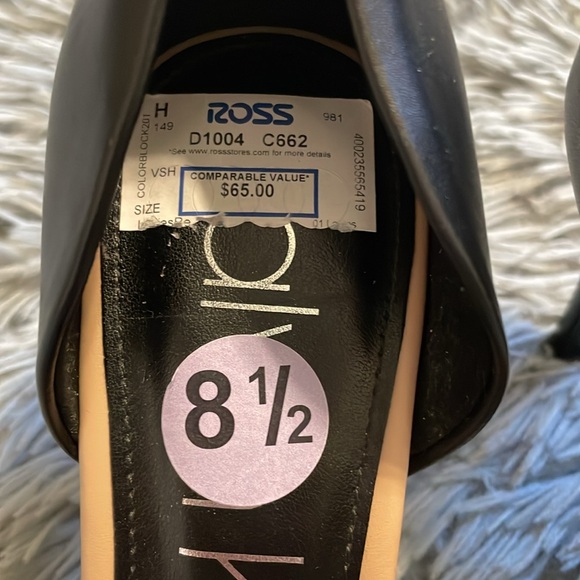 H ROSS 981
149
D1004 C662
*See www.rossstores.com for more details
VSH COMPARABLE VALUE*
$65.00
SIZE
COLORBLOCK201
400235565419
8 1/2